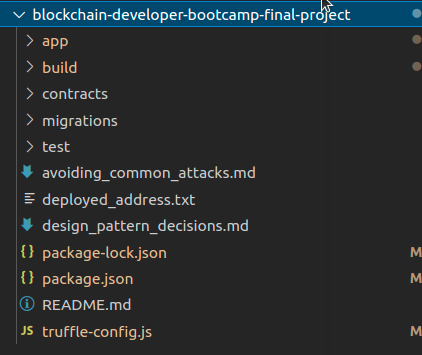 blockchain-developer-bootcamp-final-project
app
build
contracts
migrations
test
avoiding_common_attacks.md
deployed_address.txt
design_pattern_decisions.md
{} package-lock.json M
{} package.json M
README.md
JS truffle-config.js M